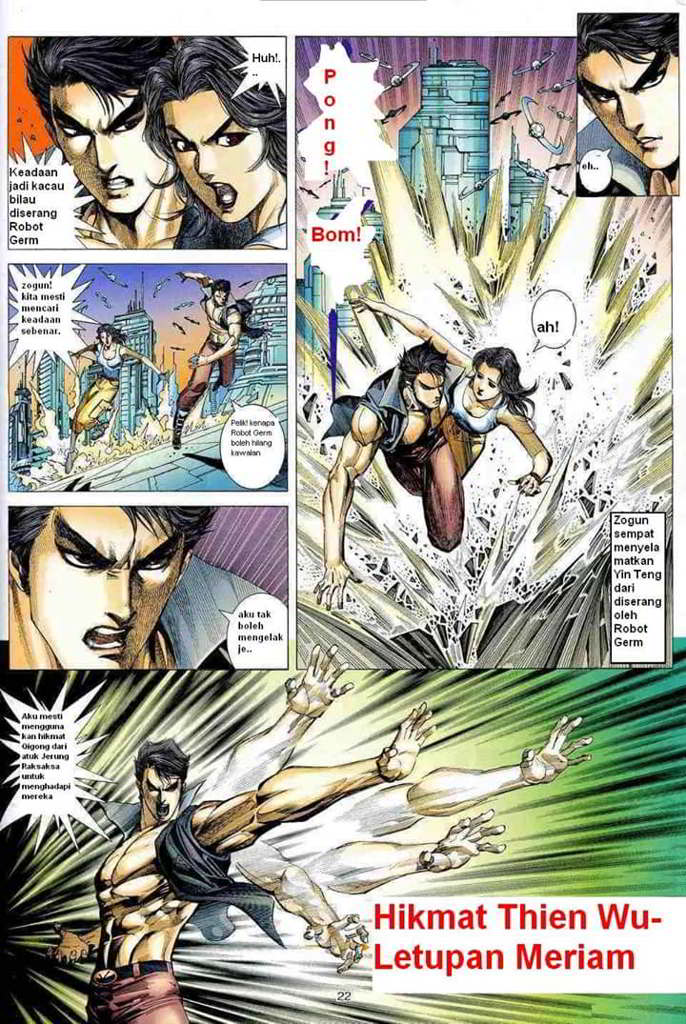 Huh!.
..
Keadaan
jadi kacau
bilau
diserang
Robot
Germ
zogun!
kita mesti
mencari
keadaan
sebenar.
Pelik! kenapa
Robot Germ
boleh hilang
kawalan
aku tak
boleh
mengelak
je..
Pong!
Bom!
eh..
ah!
Zogun
sempat
menyela
matkan
Yin Teng
dari
diserang
oleh
Robot
Germ
Aku mesti
mengguna
kan hikmat
Qigong dari
atuk Jerung
Raksaksa
untuk
menghadapi
mereka
Hikmat Thien Wu-
Letupan Meriam
22